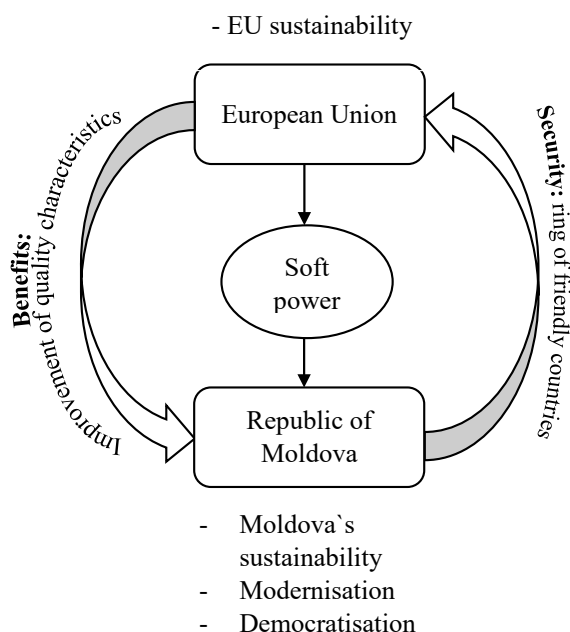 - EU sustainability
European Union
Benefits:
Improvement of quality characteristics
Security: ring of friendly countries
Soft
power
Republic of
Moldova
- Moldova`s
sustainability
- Modernisation
- Democratisation